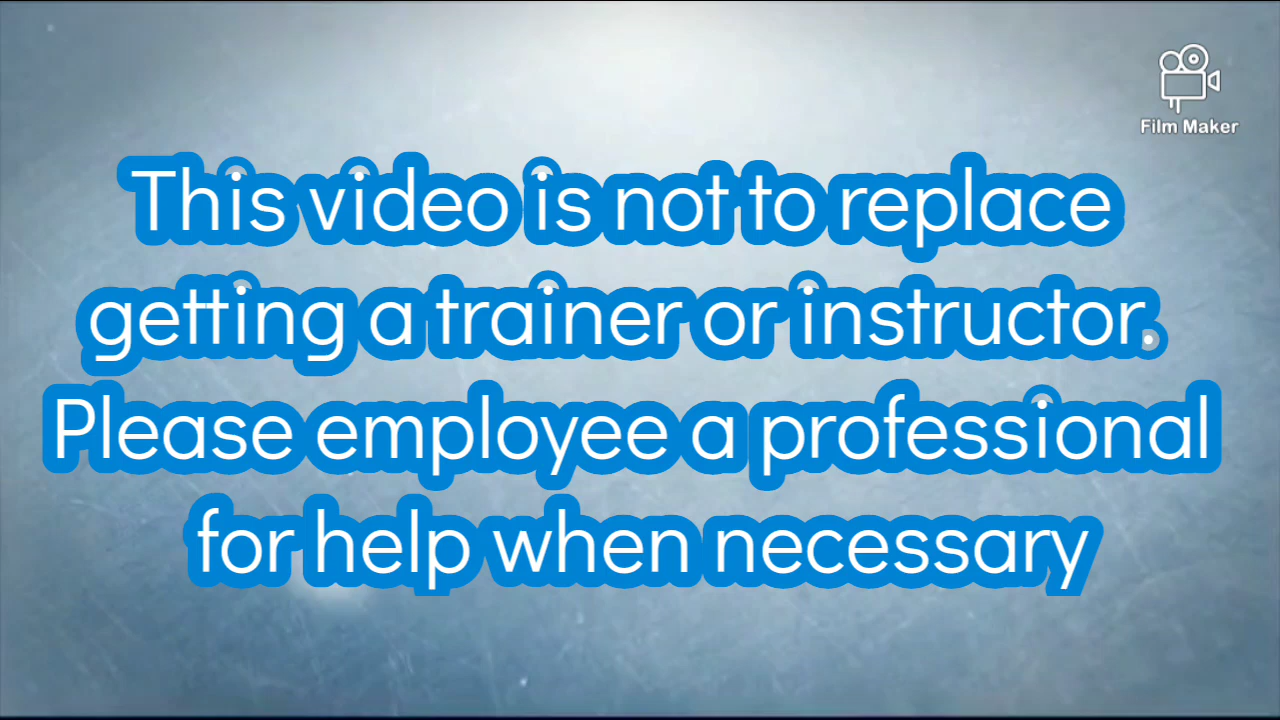 Film Maker
This video is not to replace
getting a trainer or instructor.
Please employee a professional
for help when necessary